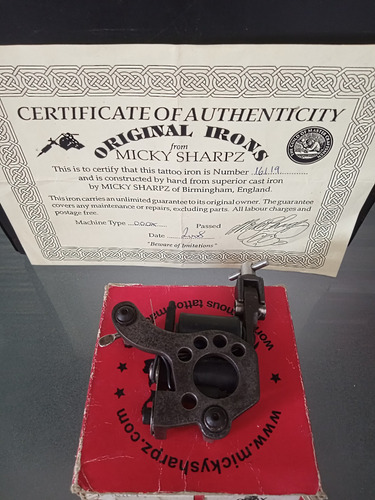 CERTIFICATE OF AUTHENTICITY
ORIGINAL IRONS
from
MICKY SHARPZ
This is to certify that this tattoo iron is Number 16119
and is constructed by hand from superior cast iron
by MICKY SHARPZ of Birmingham, England.
This iron carries an unlimited guarantee to its original owner. The guarantee
covers any maintenance or repairs, excluding parts. All labour charges and
postage free.
Machine Type Passed
Date
"Beware of Imitations"
www.mickysharpz.com